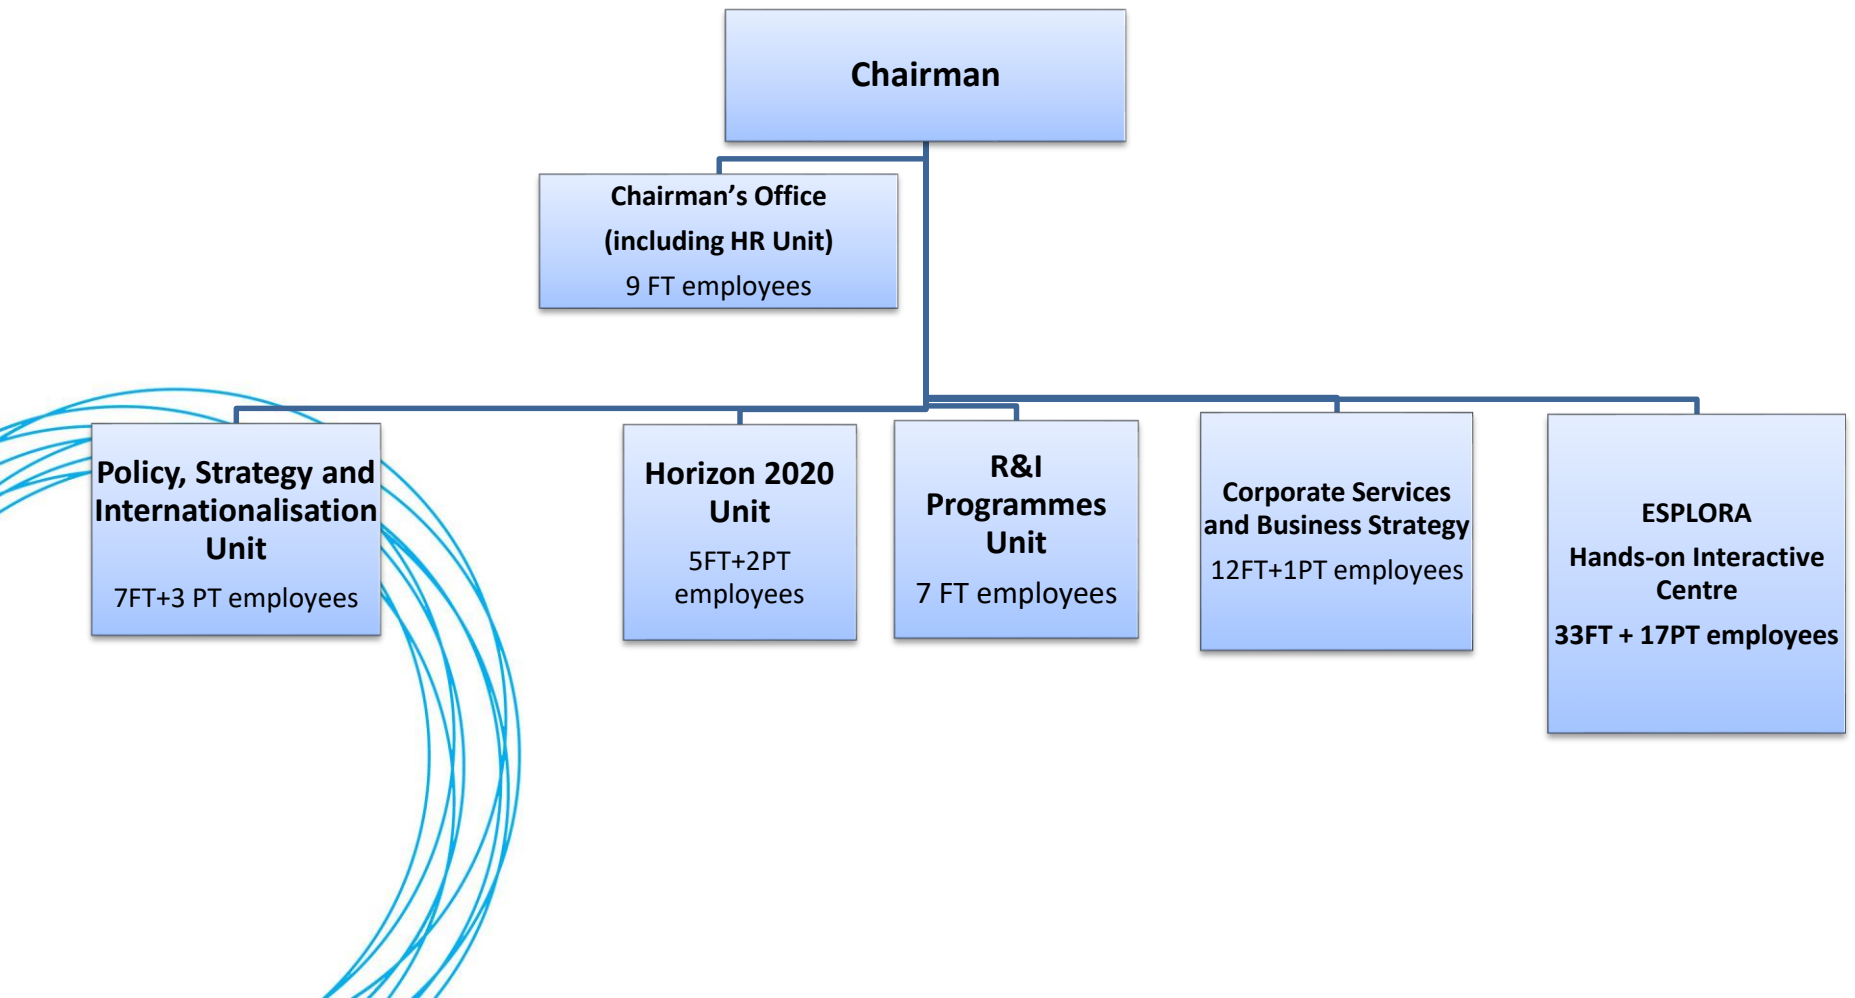 Chairman
Chairman’s Office
(including HR Unit)
9 FT employees
Policy, Strategy and
Internationalisation
Unit
7FT+3 PT employees
Horizon 2020
Unit
5FT+2PT
employees
R&I
Programmes
Unit
7 FT employees
Corporate Services
and Business Strategy
12FT+1PT employees
ESPLORA
Hands-on Interactive
Centre
33FT + 17PT employees